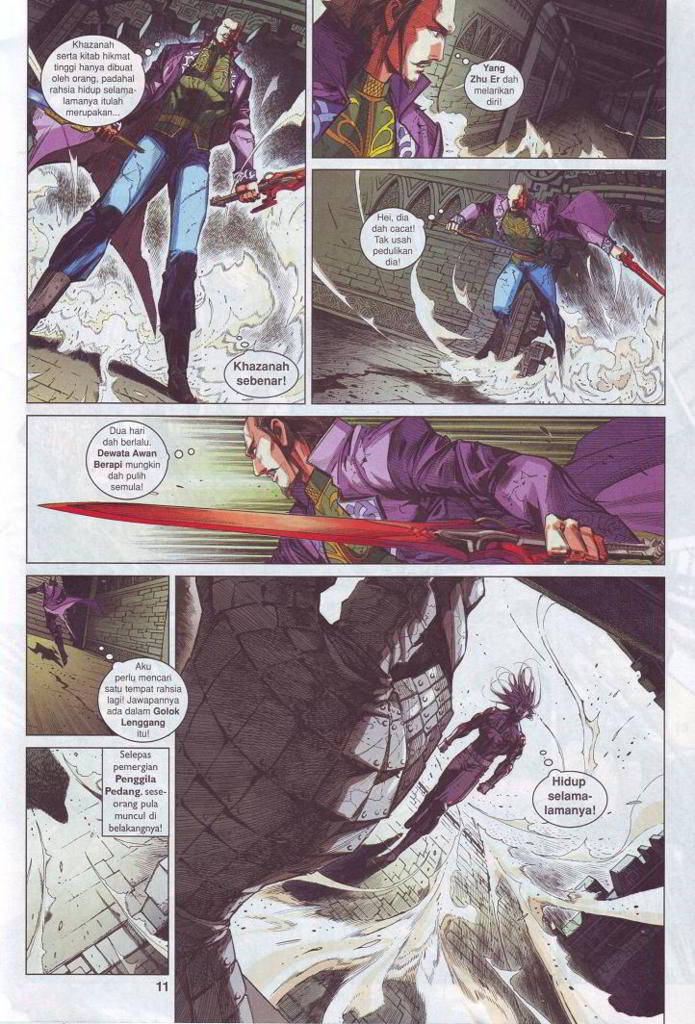 Khazanah
serta kitab hikmat
tinggi hanya dibuat
oleh orang, padahal
rahsia hidup selama-
lamanya itulah
merupakan...
Khazanah
sebenar!
Yang
Zhu Er dah
melarikan
diri!
Hei, dia
dah cacat!
Tak usah
pedulikan
dia!
Dua hari
dah berlalu.
Dewata Awan
Berapi mungkin
dah pulih
semula!
Aku
perlu mencari
satu tempat rahsia
lagi! Jawapannya
ada dalam Golok
Lenggang
itu!
Selepas
pemergian
Penggila
Pedang, sese-
orang pula
muncul di
belakangnya!
Hidup
selama-
lamanya!
11